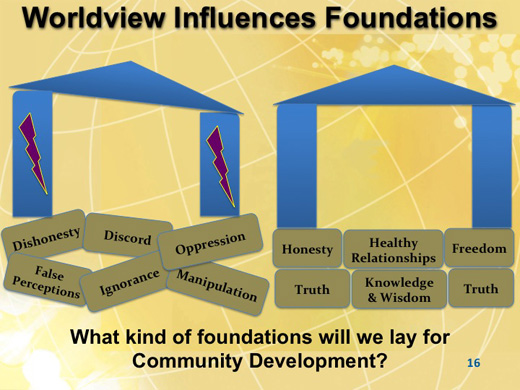 Worldview Influences Foundations
Dishonesty
Discord
Oppression
False
Perceptions
Ignorance
Manipulation
Honesty
Healthy
Relationships
Freedom
Truth
Knowledge
& Wisdom
Truth
What kind of foundations will we lay for
Community Development?
16